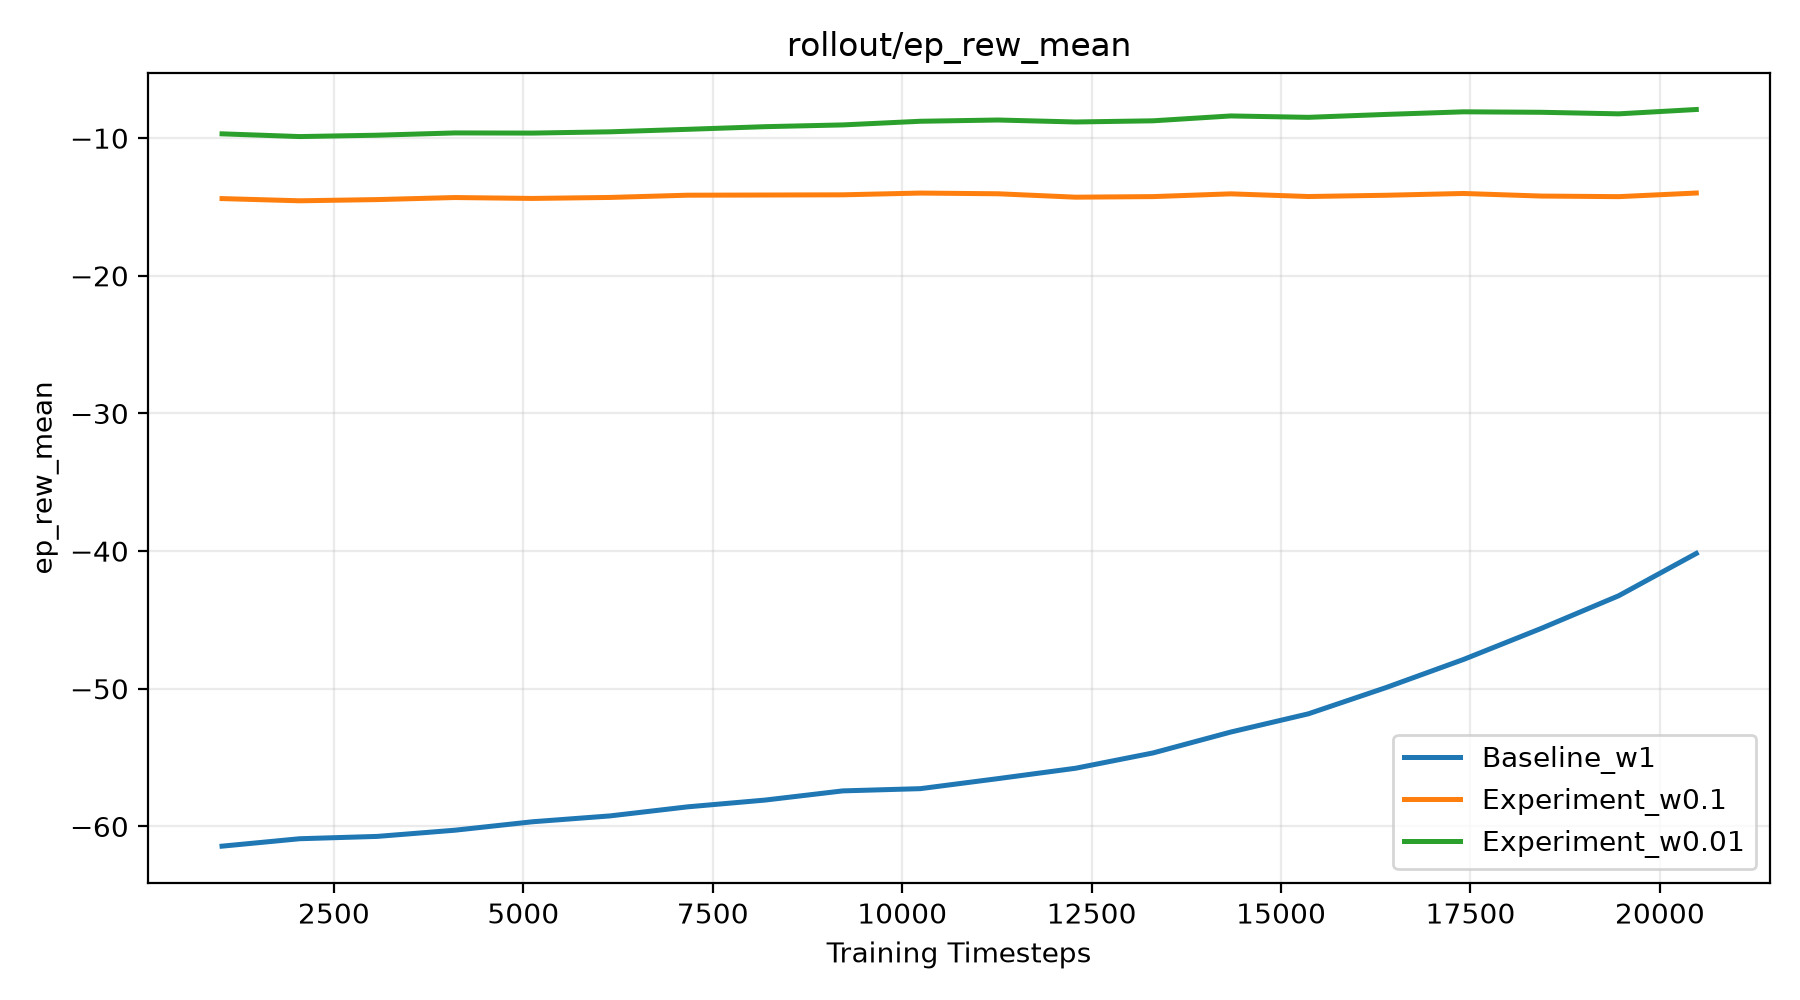 rollout/ep_rew_mean
ep_rew_mean
−10
−20
−30
−40
−50
−60
2500 5000 7500 10000 12500 15000 17500 20000
Training Timesteps
Baseline_w1
Experiment_w0.1
Experiment_w0.01